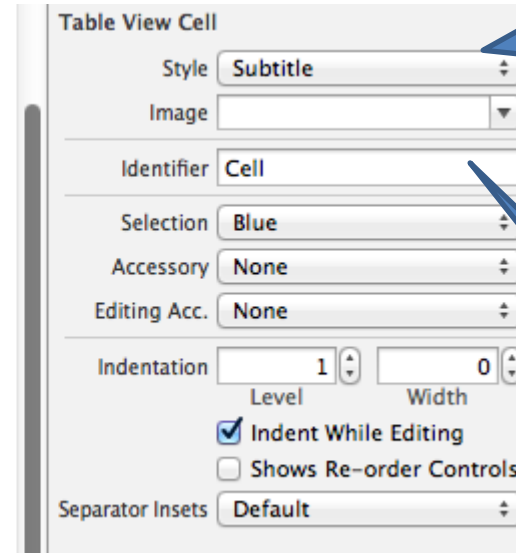 Table View Cell
Style Subtitle
Image
Identifier Cell
Selection Blue
Accessory None
Editing Acc. None
Indentation 1 0
Level Width
Indent While Editing
Shows Re-order Controls
Separator Insets Default